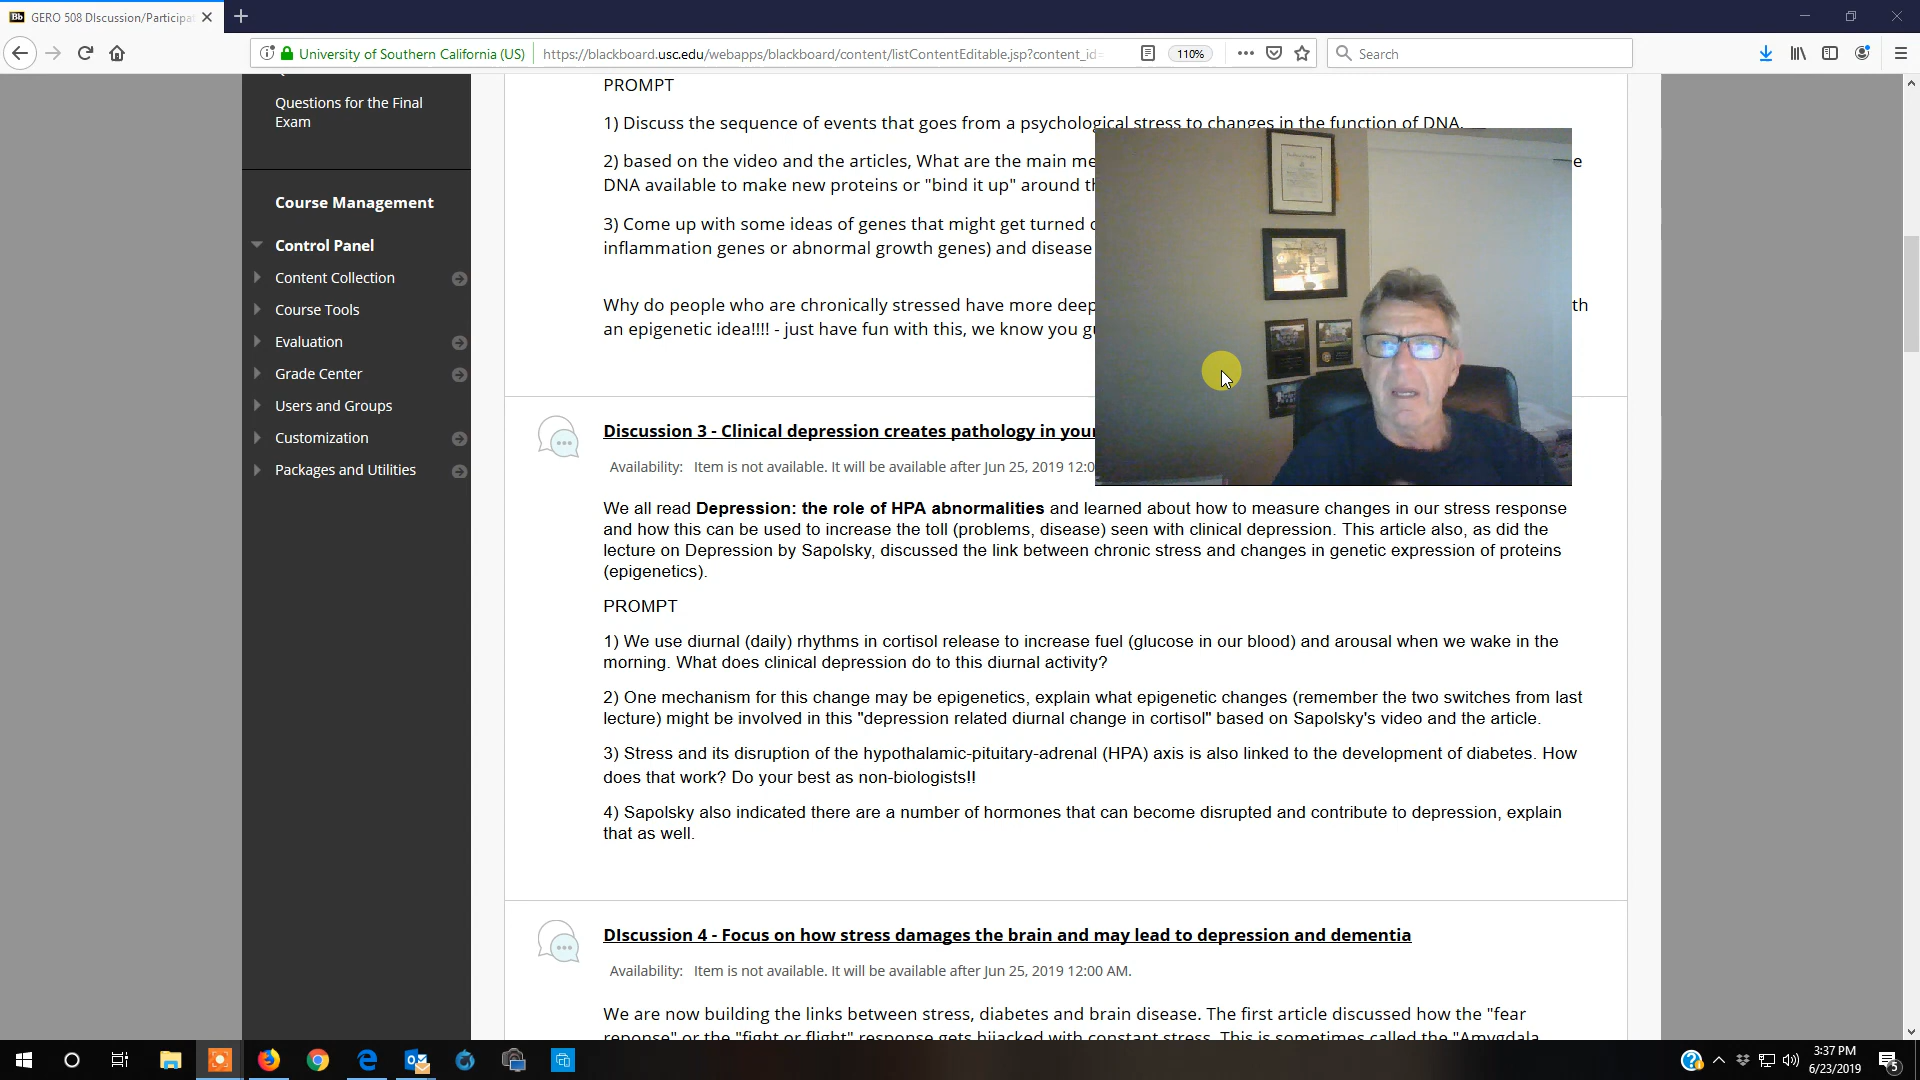 GERO 508 DIscussion/Participat
University of Southern California (US)
https://blackboard.usc.edu/webapps/blackboard/content/listContentEditable.jsp?content_id=
110%
Search
Questions for the Final
Exam
Course Management
Control Panel
Content Collection
Course Tools
Evaluation
Grade Center
Users and Groups
Customization
Packages and Utilities
PROMPT
1) Discuss the sequence of events that goes from a psychological stress to changes in the function of DNA.
2) based on the video and the articles, What are the main me
DNA available to make new proteins or "bind it up" around th
3) Come up with some ideas of genes that might get turned
inflammation genes or abnormal growth genes) and disease
Why do people who are chronically stressed have more deep
an epigenetic idea!!!! - just have fun with this, we know you
Discussion 3 - Clinical depression creates pathology in your
Availability: Item is not available. It will be available after Jun 25, 2019 12:0
We all read Depression: the role of HPA abnormalities and learned about how to measure changes in our stress response
and how this can be used to increase the toll (problems, disease) seen with clinical depression. This article also, as did the
lecture on Depression by Sapolsky, discussed the link between chronic stress and changes in genetic expression of proteins
(epigenetics).
PROMPT
1) We use diurnal (daily) rhythms in cortisol release to increase fuel (glucose in our blood) and arousal when we wake in the
morning. What does clinical depression do to this diurnal activity?
2) One mechanism for this change may be epigenetics, explain what epigenetic changes (remember the two switches from last
lecture) might be involved in this "depression related diurnal change in cortisol" based on Sapolsky's video and the article.
3) Stress and its disruption of the hypothalamic-pituitary-adrenal (HPA) axis is also linked to the development of diabetes. How
does that work? Do your best as non-biologists!!
4) Sapolsky also indicated there are a number of hormones that can become disrupted and contribute to depression, explain
that as well.
DIscussion 4 - Focus on how stress damages the brain and may lead to depression and dementia
Availability: Item is not available. It will be available after Jun 25, 2019 12:00 AM.
We are now building the links between stress, diabetes and brain disease. The first article discussed how the "fear
reponse" or the "fight or flight" response gets hijacked with constant stress. This is sometimes called the "Amygdala
3:37 PM
6/23/2019
5